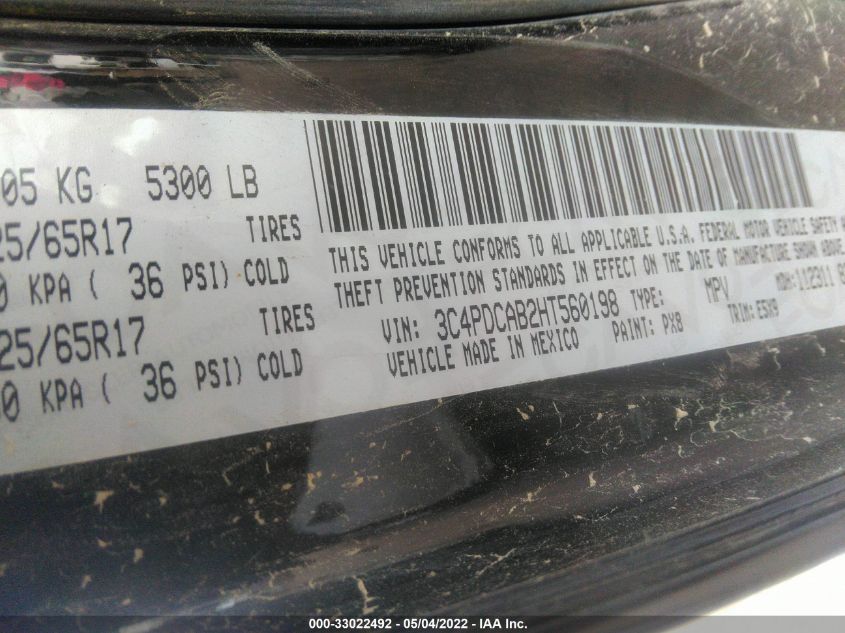 05 KG 5300 LB
25/65R17 TIRES
0 KPA ( 36 PSI) COLD
25/65R17 TIRES
0 KPA ( 36 PSI) COLD
THIS VEHICLE CONFORMS TO ALL APPLICABLE U.S.A. FEDERAL MOTOR VEHICLE SAFETY
THEFT PREVENTION STANDARDS IN EFFECT ON THE DATE OF MANUFACTURE SHOWN ABOVE
VIN: 3C4PDCAB2HT560198 TYPE: MPV MDH:112311
VEHICLE MADE IN MEXICO PAINT: PX8 TRIM: E5X9
000-33022492 - 05/04/2022 - IAA Inc.